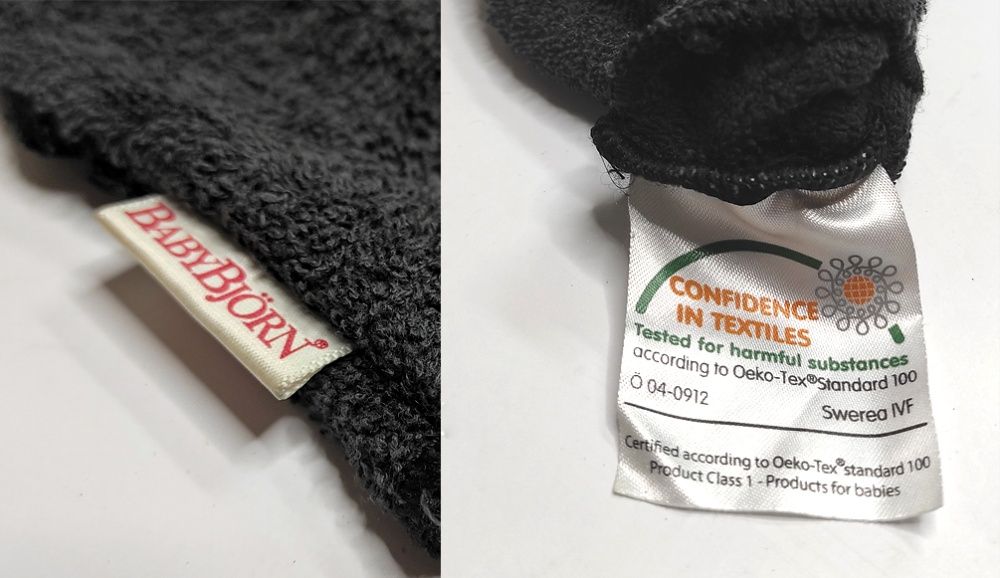 BABYBJÖRN®
CONFIDENCE
IN TEXTILES
Tested for harmful substances
according to Oeko-Tex®Standard 100
Ö 04-0912
Swerea IVF
Certified according to Oeko-Tex®standard 100
Product Class 1 - Products for babies